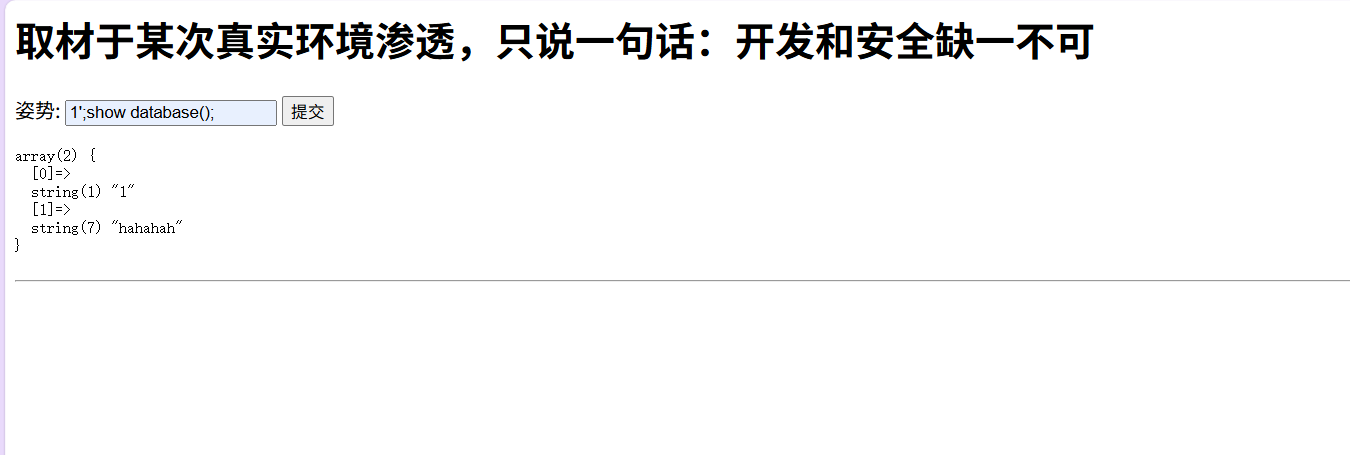 取材于某次真实环境渗透，只说一句话：开发和安全缺一不可
姿势: 1';show database(); 提交
array(2) {
  [0]=>
  string(1) "1"
  [1]=>
  string(7) "hahahah"
}